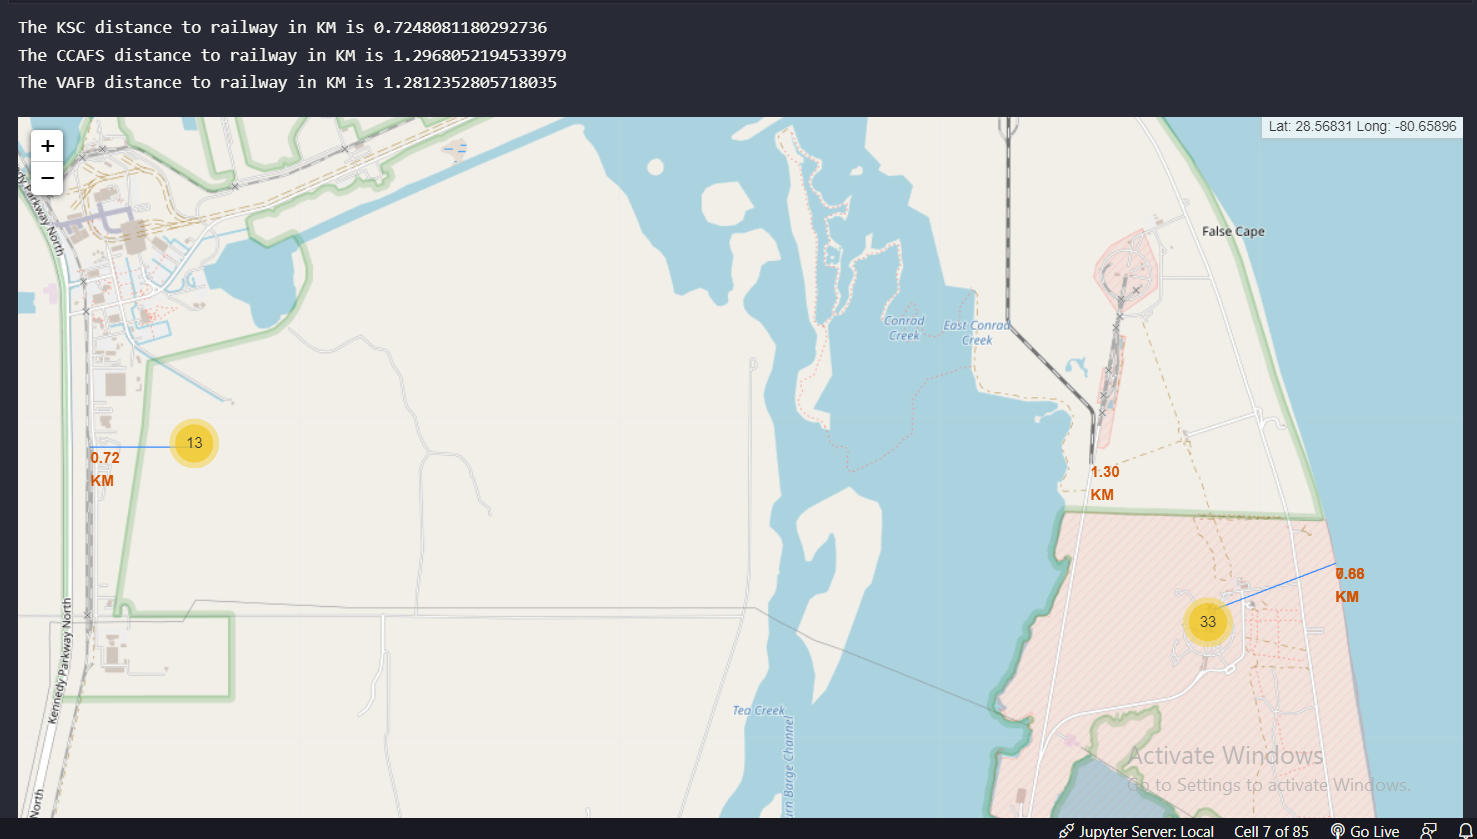 The KSC distance to railway in KM is 0.7248081180292736
The CCAFS distance to railway in KM is 1.2968052194533979
The VAFB distance to railway in KM is 1.2812352805718035
+
−
Lat: 28.56831 Long: -80.65896
Parkway North
False Cape
Conrad
Creek
East Conrad
Creek
13
0.72
KM
1.30
KM
KM
33
Kennedy Parkway North
Tea Creek
Barge Channel
North
Activate Windows
Go to Settings to activate Windows.
Jupyter Server: Local
Cell 7 of 85
Go Live